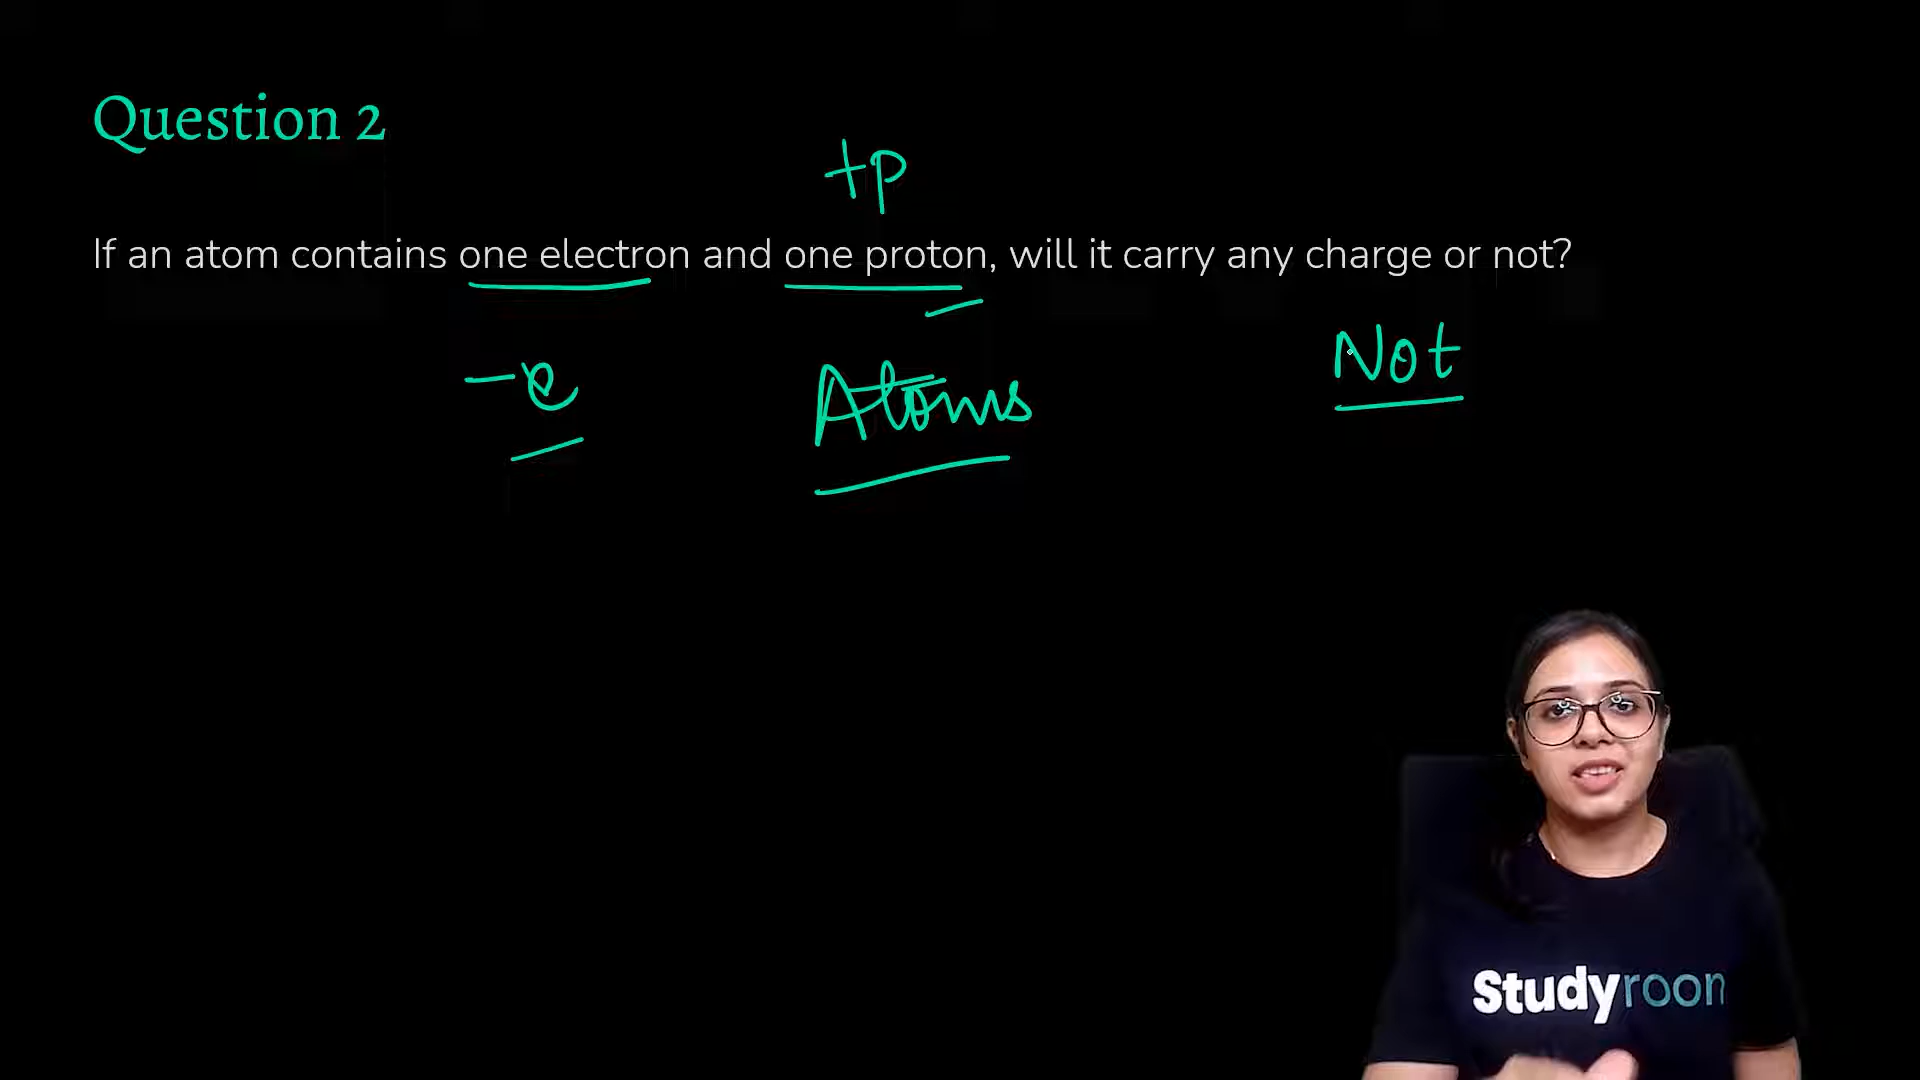 Question 2
+p
If an atom contains one electron and one proton, will it carry any charge or not?
Not
-e
Atoms
Studyroon